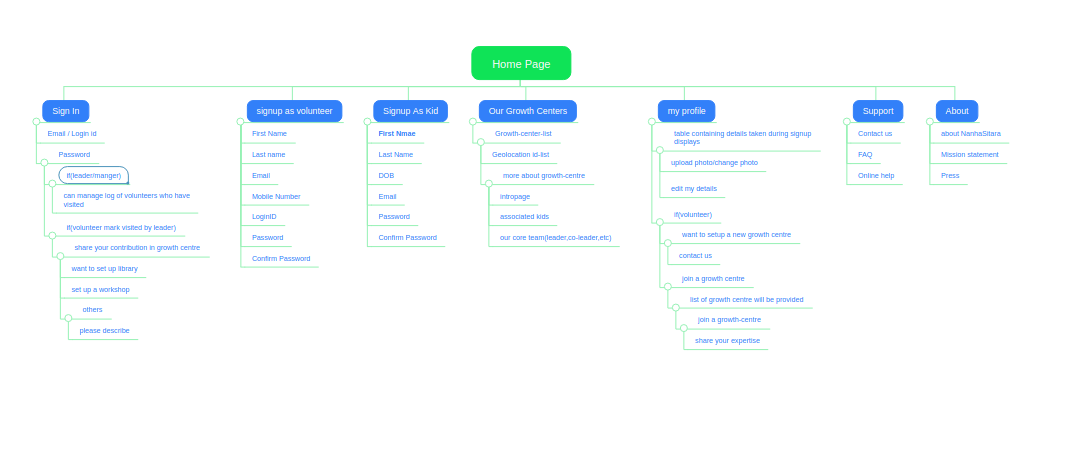 Home Page
Sign In
Email / Login id
Password
if(leader/manger)
can manage log of volunteers who have
visited
if(volunteer mark visited by leader)
share your contribution in growth centre
want to set up library
set up a workshop
others
please describe
signup as volunteer
First Name
Last name
Email
Mobile Number
LoginID
Password
Confirm Password
Signup As Kid
First Nmae
Last Name
DOB
Email
Password
Confirm Password
Our Growth Centers
Growth-center-list
Geolocation id-list
more about growth-centre
intropage
associated kids
our core team(leader,co-leader,etc)
my profile
table containing details taken during signup
displays
upload photo/change photo
edit my details
if(volunteer)
want to setup a new growth centre
contact us
join a growth centre
list of growth centre will be provided
join a growth-centre
share your expertise
Support
Contact us
FAQ
Online help
About
about NanhaSitara
Mission statement
Press